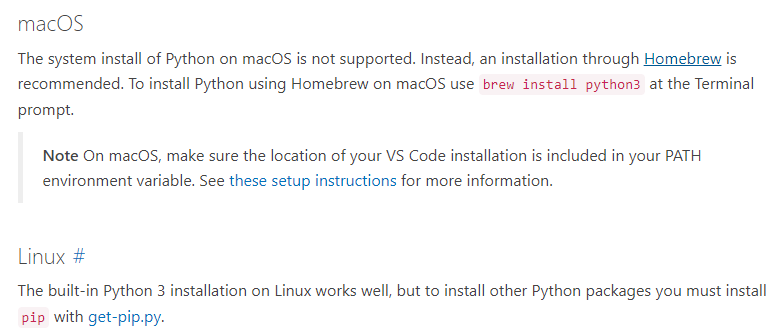 macOS
The system install of Python on macOS is not supported. Instead, an installation through Homebrew is
recommended. To install Python using Homebrew on macOS use brew install python3 at the Terminal
prompt.
Note On macOS, make sure the location of your VS Code installation is included in your PATH
environment variable. See these setup instructions for more information.
Linux #
The built-in Python 3 installation on Linux works well, but to install other Python packages you must install
pip with get-pip.py.